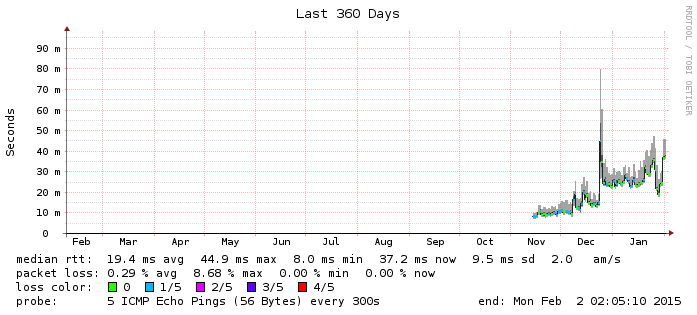 Last 360 Days
RRDTOOL / TOBI OETIKER
Seconds
90 m
80 m
70 m
60 m
50 m
40 m
30 m
20 m
10 m
0
Feb Mar Apr May Jun Jul Aug Sep Oct Nov Dec Jan
median rtt: 19.4 ms avg 44.9 ms max 8.0 ms min 37.2 ms now 9.5 ms sd 2.0 am/s
packet loss: 0.29 % avg 8.68 % max 0.00 % min 0.00 % now
loss color: 0 1/5 2/5 3/5 4/5
probe: 5 ICMP Echo Pings (56 Bytes) every 300s end: Mon Feb 2 02:05:10 2015